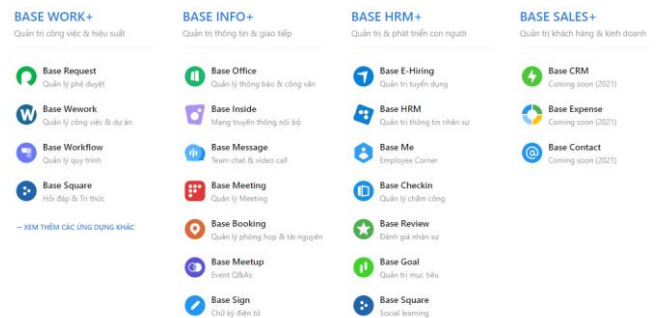 BASE WORK+
Quản trị công việc & hiệu suất
Base Request
Quản lý phê duyệt
Base Wework
Quản lý công việc & dự án
Base Workflow
Quản lý quy trình
Base Square
Hỏi đáp & Tri thức
— XEM THÊM CÁC ỨNG DỤNG KHÁC
BASE INFO+
Quản trị thông tin & giao tiếp
Base Office
Quản lý thông báo & công văn
Base Inside
Mạng truyền thông nội bộ
Base Message
Team chat & video call
Base Meeting
Quản lý Meeting
Base Booking
Quản lý phòng họp & tài nguyên
Base Meetup
Event Q&As
Base Sign
Chữ ký điện tử
BASE HRM+
Quản trị & phát triển con người
Base E-Hiring
Quản trị tuyển dụng
Base HRM
Quản trị thông tin nhân sự
Base Me
Employee Corner
Base Checkin
Quản lý chấm công
Base Review
Đánh giá nhân sự
Base Goal
Quản trị mục tiêu
Base Square
Social learning
BASE SALES+
Quản trị khách hàng & kinh doanh
Base CRM
Coming soon (2021)
Base Expense
Coming soon (2021)
Base Contact
Coming soon (2021)